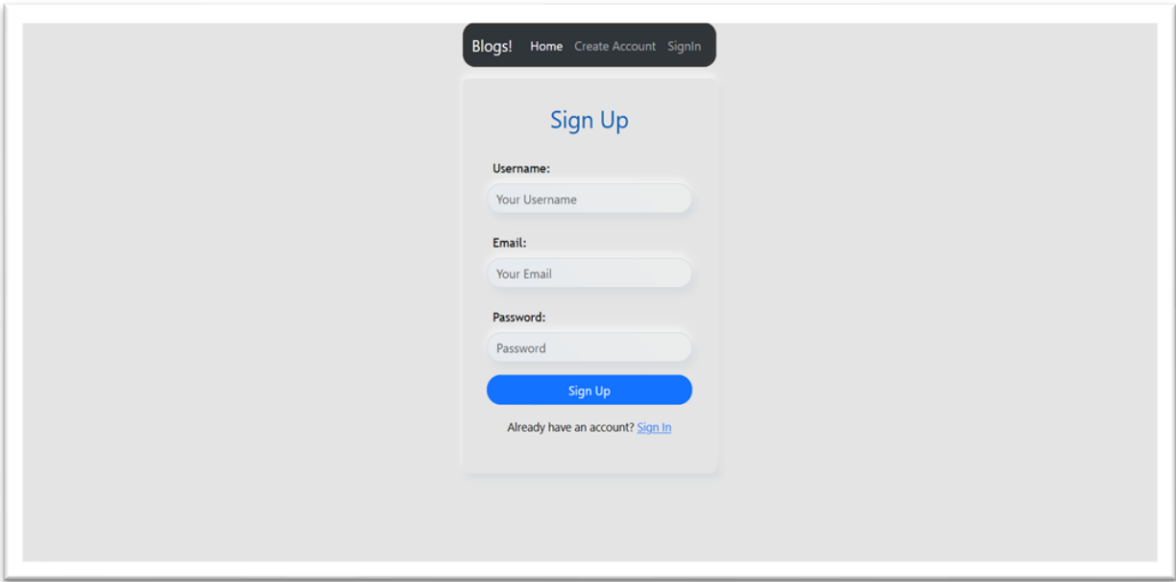 Blogs! Home Create Account SignIn
Sign Up
Username:
Your Username
Email:
Your Email
Password:
Password
Sign Up
Already have an account? Sign In